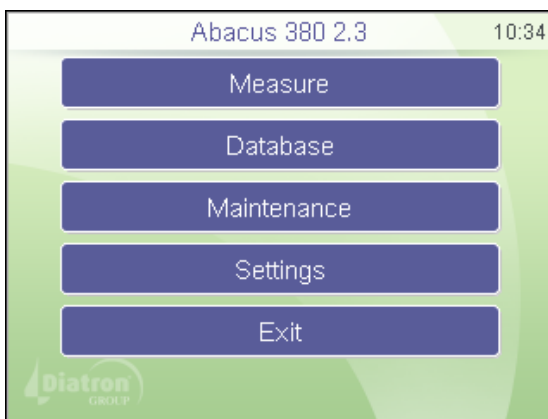 Abacus 380 2.3 10:34
Measure
Database
Maintenance
Settings
Exit
Diatron
GROUP